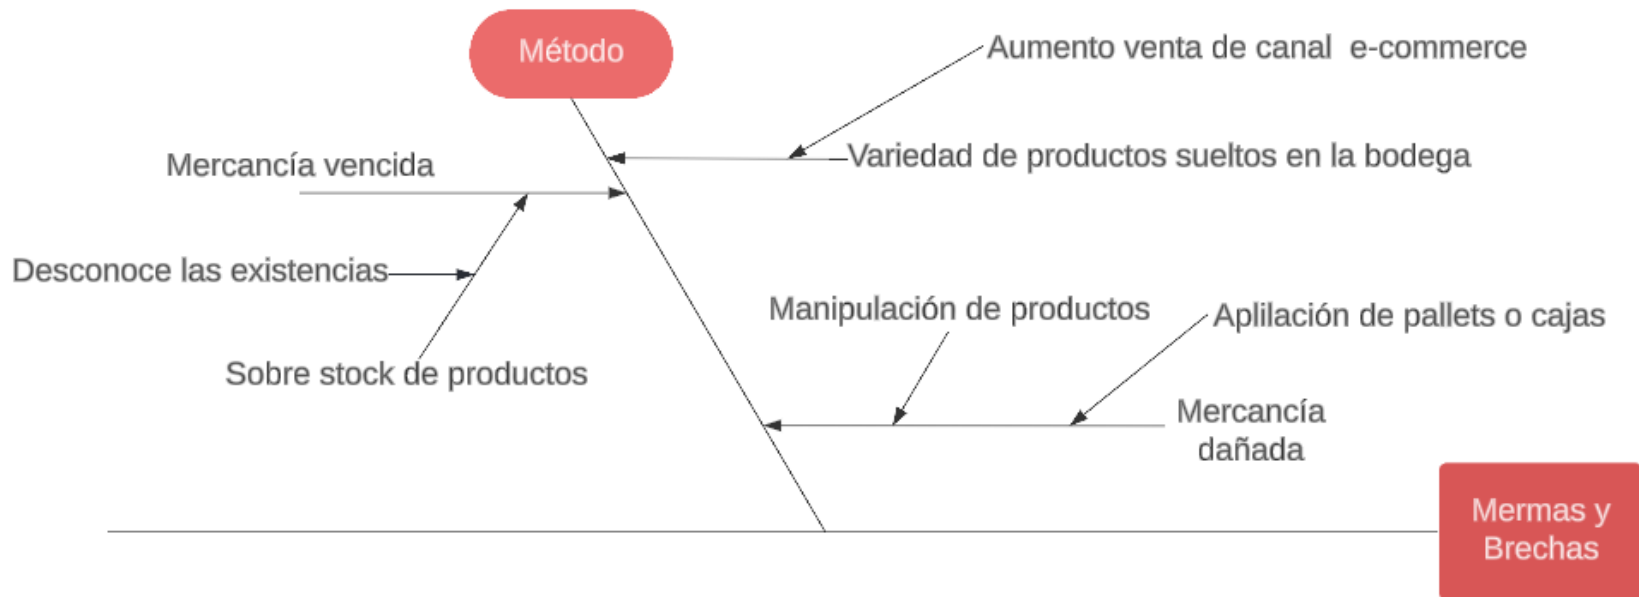 Método
Aumento venta de canal e-commerce
Variedad de productos sueltos en la bodega
Mercancía vencida
Desconoce las existencias
Sobre stock de productos
Manipulación de productos
Aplilación de pallets o cajas
Mercancía
dañada
Mermas y
Brechas